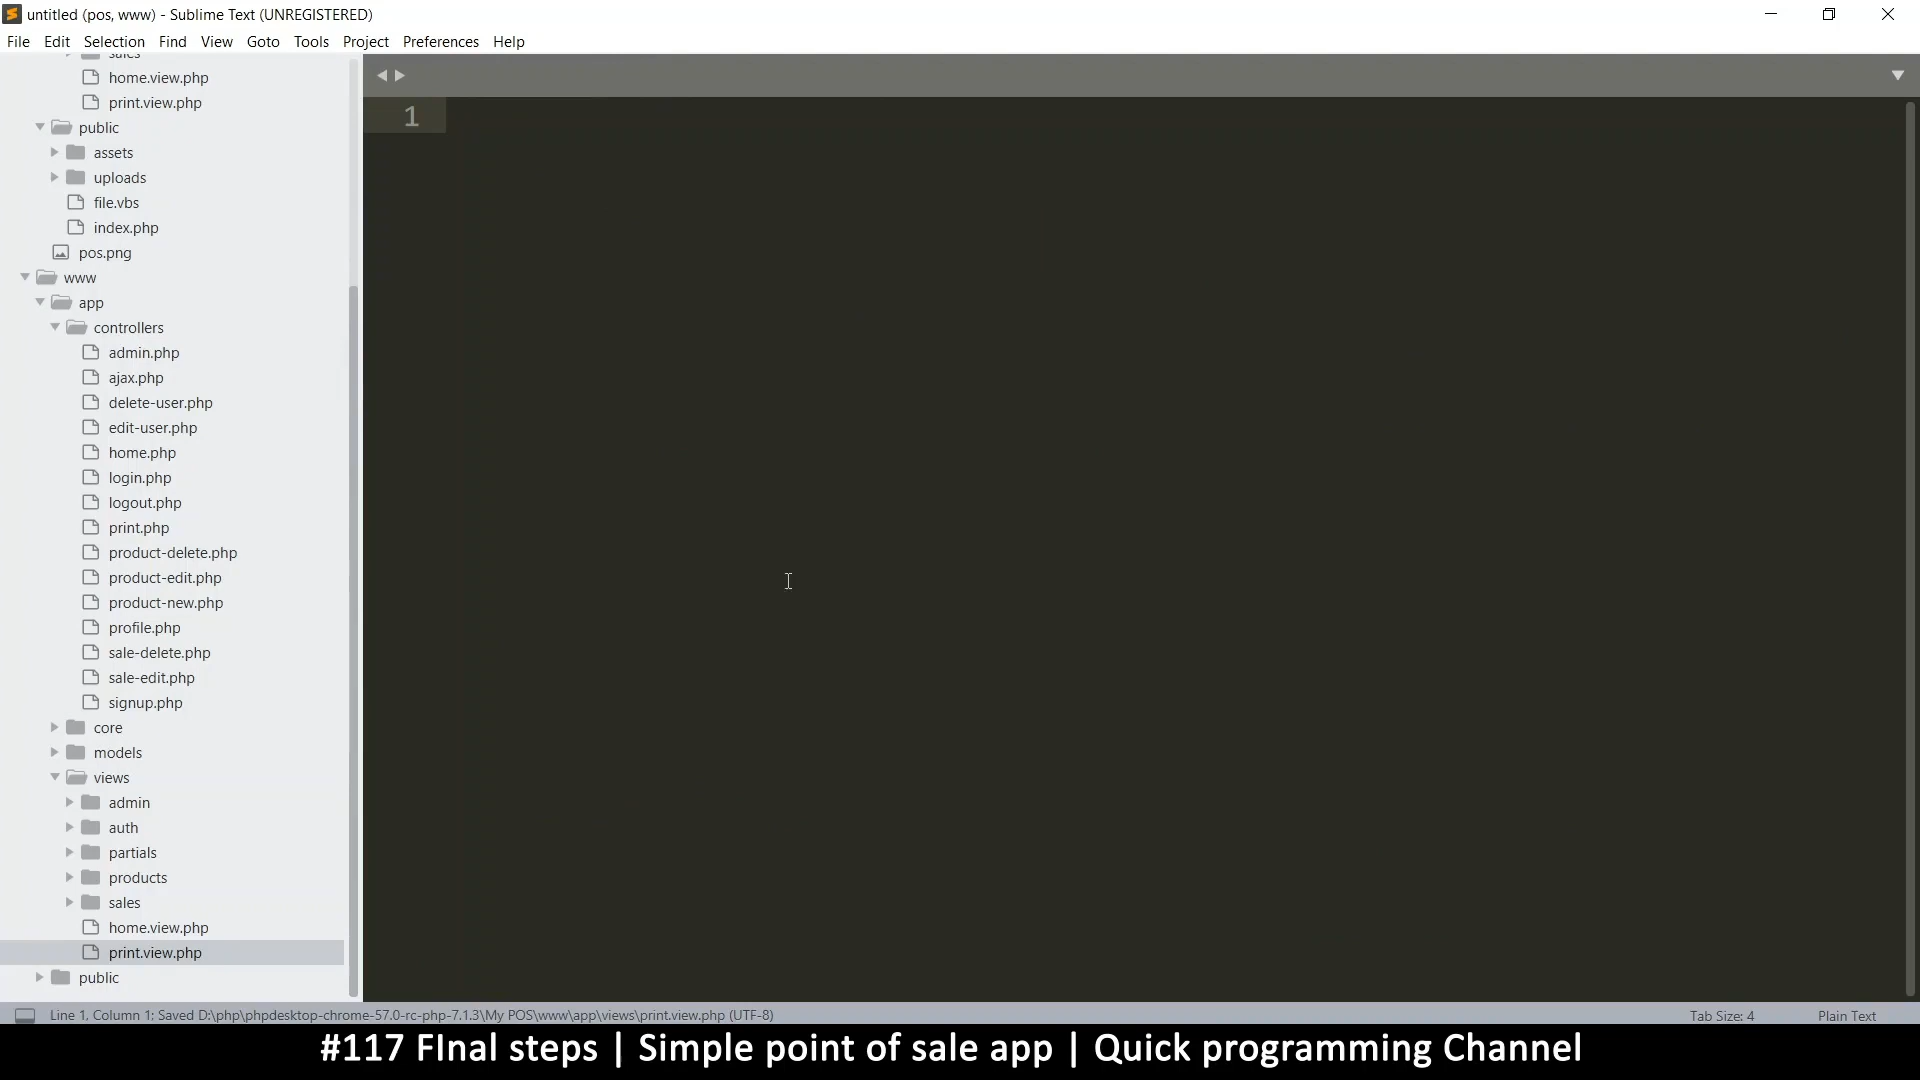 untitled (pos, www) - Sublime Text (UNREGISTERED)
File Edit Selection Find View Goto Tools Project Preferences Help
sales
home.view.php
print.view.php
public
assets
uploads
file.vbs
index.php
pos.png
www
app
controllers
admin.php
ajax.php
delete-user.php
edit-user.php
home.php
login.php
logout.php
print.php
product-delete.php
product-edit.php
product-new.php
profile.php
sale-delete.php
sale-edit.php
signup.php
core
models
views
admin
auth
partials
products
sales
home.view.php
print.view.php
public
1
Line 1, Column 1; Saved D:\php\phpdesktop-chrome-57.0-rc-php-7.1.3\My POS\www\app\views\print.view.php (UTF-8)
Tab Size: 4
Plain Text
#117 FInal steps | Simple point of sale app | Quick programming Channel